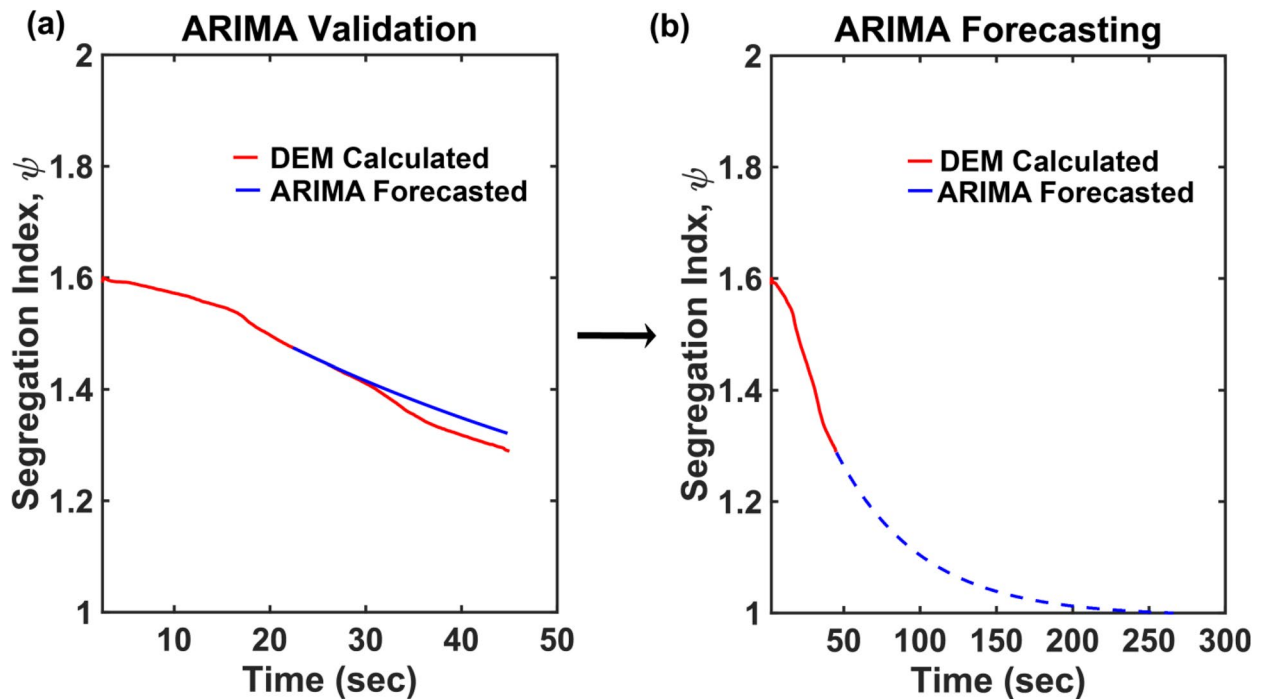 (a)
ARIMA Validation
2
1.8
1.6
1.4
1.2
1
Segregation Index, ψ
DEM Calculated
ARIMA Forecasted
10
20
30
40
50
Time (sec)
(b)
ARIMA Forecasting
2
1.8
1.6
1.4
1.2
1
Segregation Indx, ψ
DEM Calculated
ARIMA Forecasted
50
100
150
200
250
300
Time (sec)